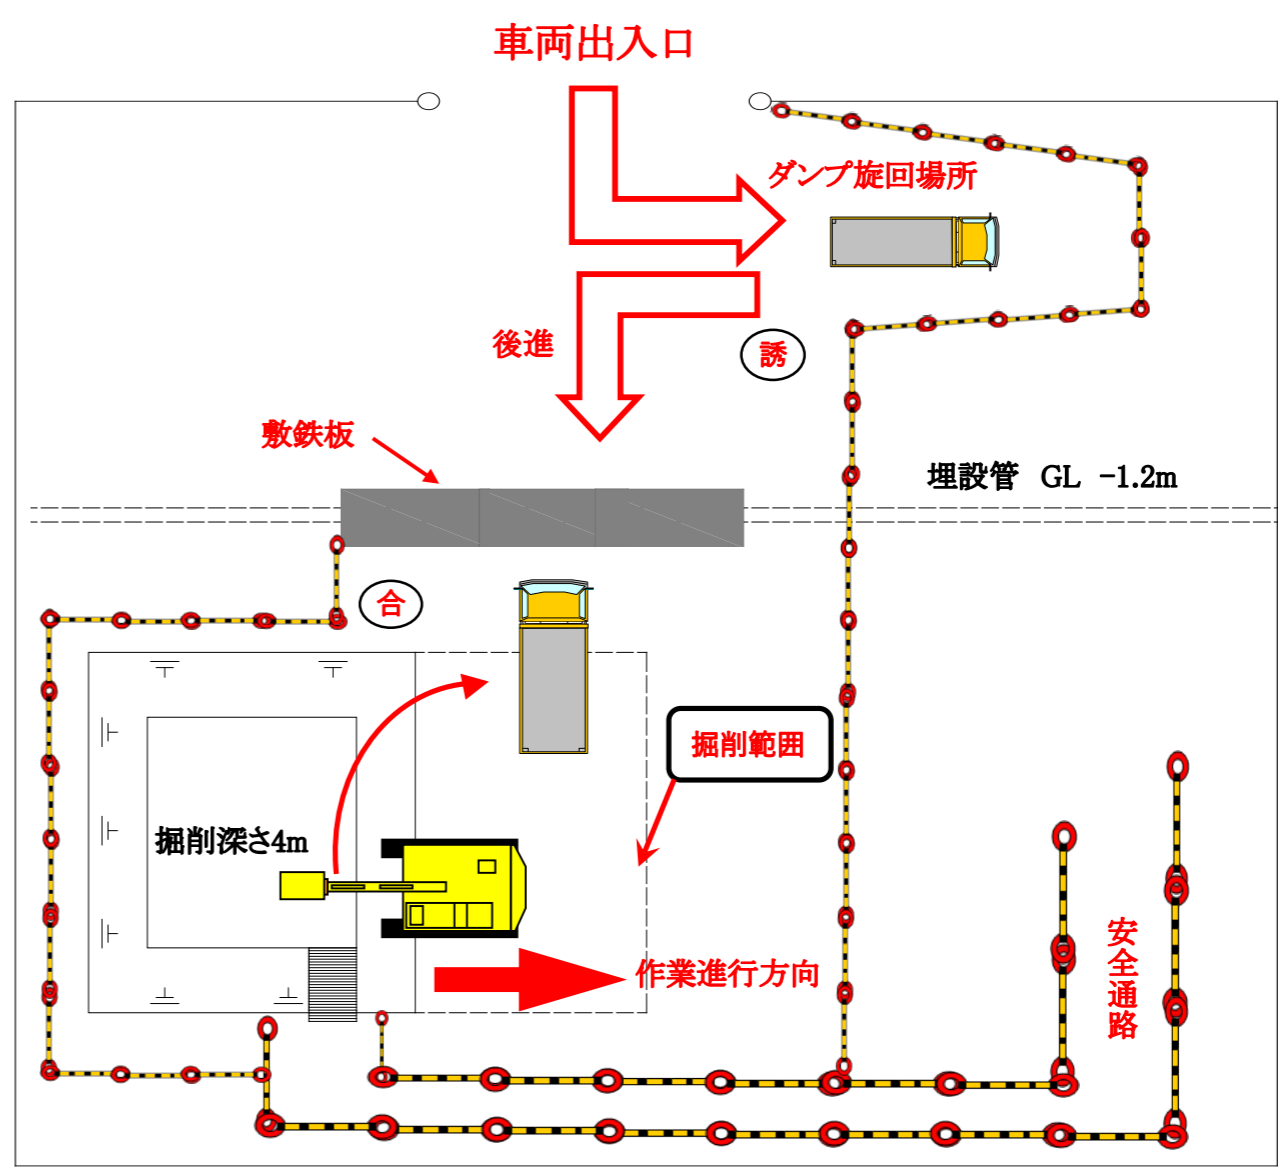 車両出入口
ダンプ旋回場所
後進
誘
敷鉄板
埋設管 GL -1.2m
合
掘削範囲
掘削深さ4m
安全通路
作業進行方向